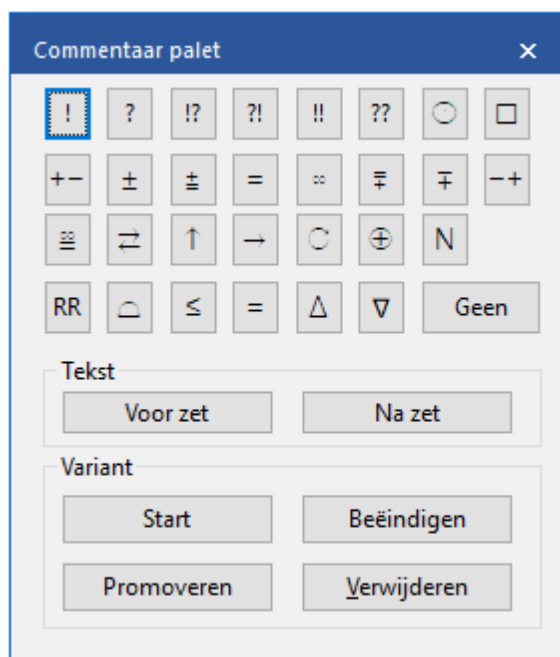 Commentaar palet ×
! ? !? ?! !! ?? ○ □
+− ± ⩲ = ∞ ⩱ ∓ −+
⯹ ⇄ ↑ → ↻ ⊕ N
RR ⌓ ≤ = ∆ ∇ Geen
Tekst
Voor zet Na zet
Variant
Start Beëindigen
Promoveren Verwijderen